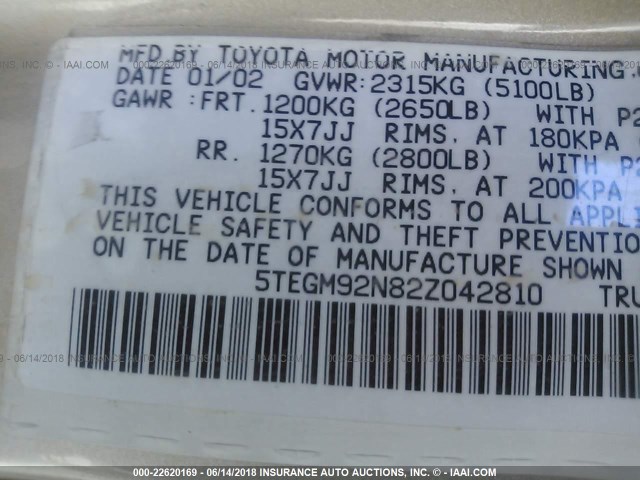 MFD BY TOYOTA MOTOR MANUFACTURING
DATE 01/02 GVWR:2315KG (5100LB)
GAWR :FRT. 1200KG (2650LB) WITH
15X7JJ RIMS, AT 180KPA
RR. 1270KG (2800LB) WITH
15X7JJ RIMS, AT 200KPA
THIS VEHICLE CONFORMS TO ALL
VEHICLE SAFETY AND THEFT
ON THE DATE OF MANUFACTURE SHOWN
5TEGM92N82Z042810
000-22620169 - 06/14/2018 INSURANCE AUTO AUCTIONS, INC. - © - IAAI.COM